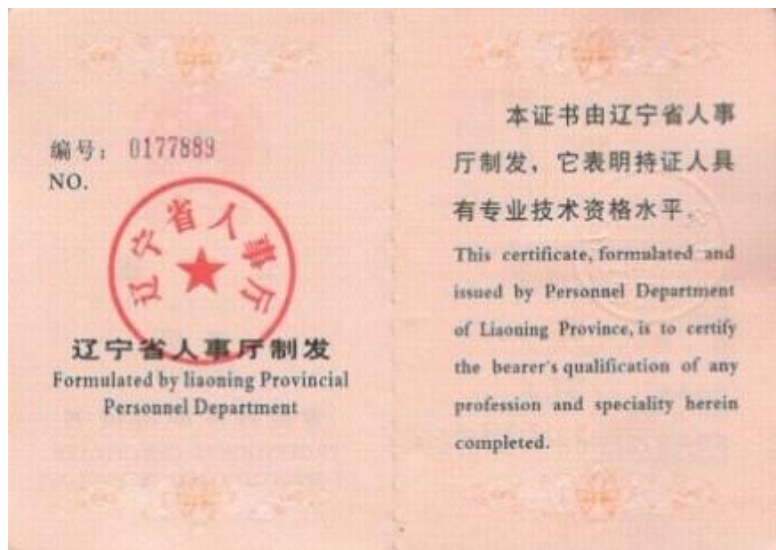 编号: 0177889
NO.
辽宁省人事厅
辽宁省人事厅制发
Formulated by liaoning Provincial
Personnel Department
本证书由辽宁省人事
厅制发，它表明持证人具
有专业技术资格水平。
This certificate, formulated and
issued by Personnel Department
of Liaoning Province, is to certify
the bearer's qualification of any
profession and speciality herein
completed.